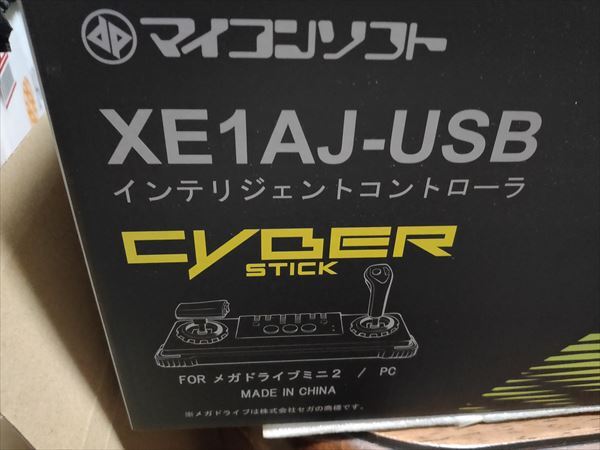 dp マイコンソフト
XE1AJ-USB
インテリジェントコントローラ
CYBER
STICK
FOR メガドライブミニ2 / PC
MADE IN CHINA
※メガドライブは株式会社セガの商標です。